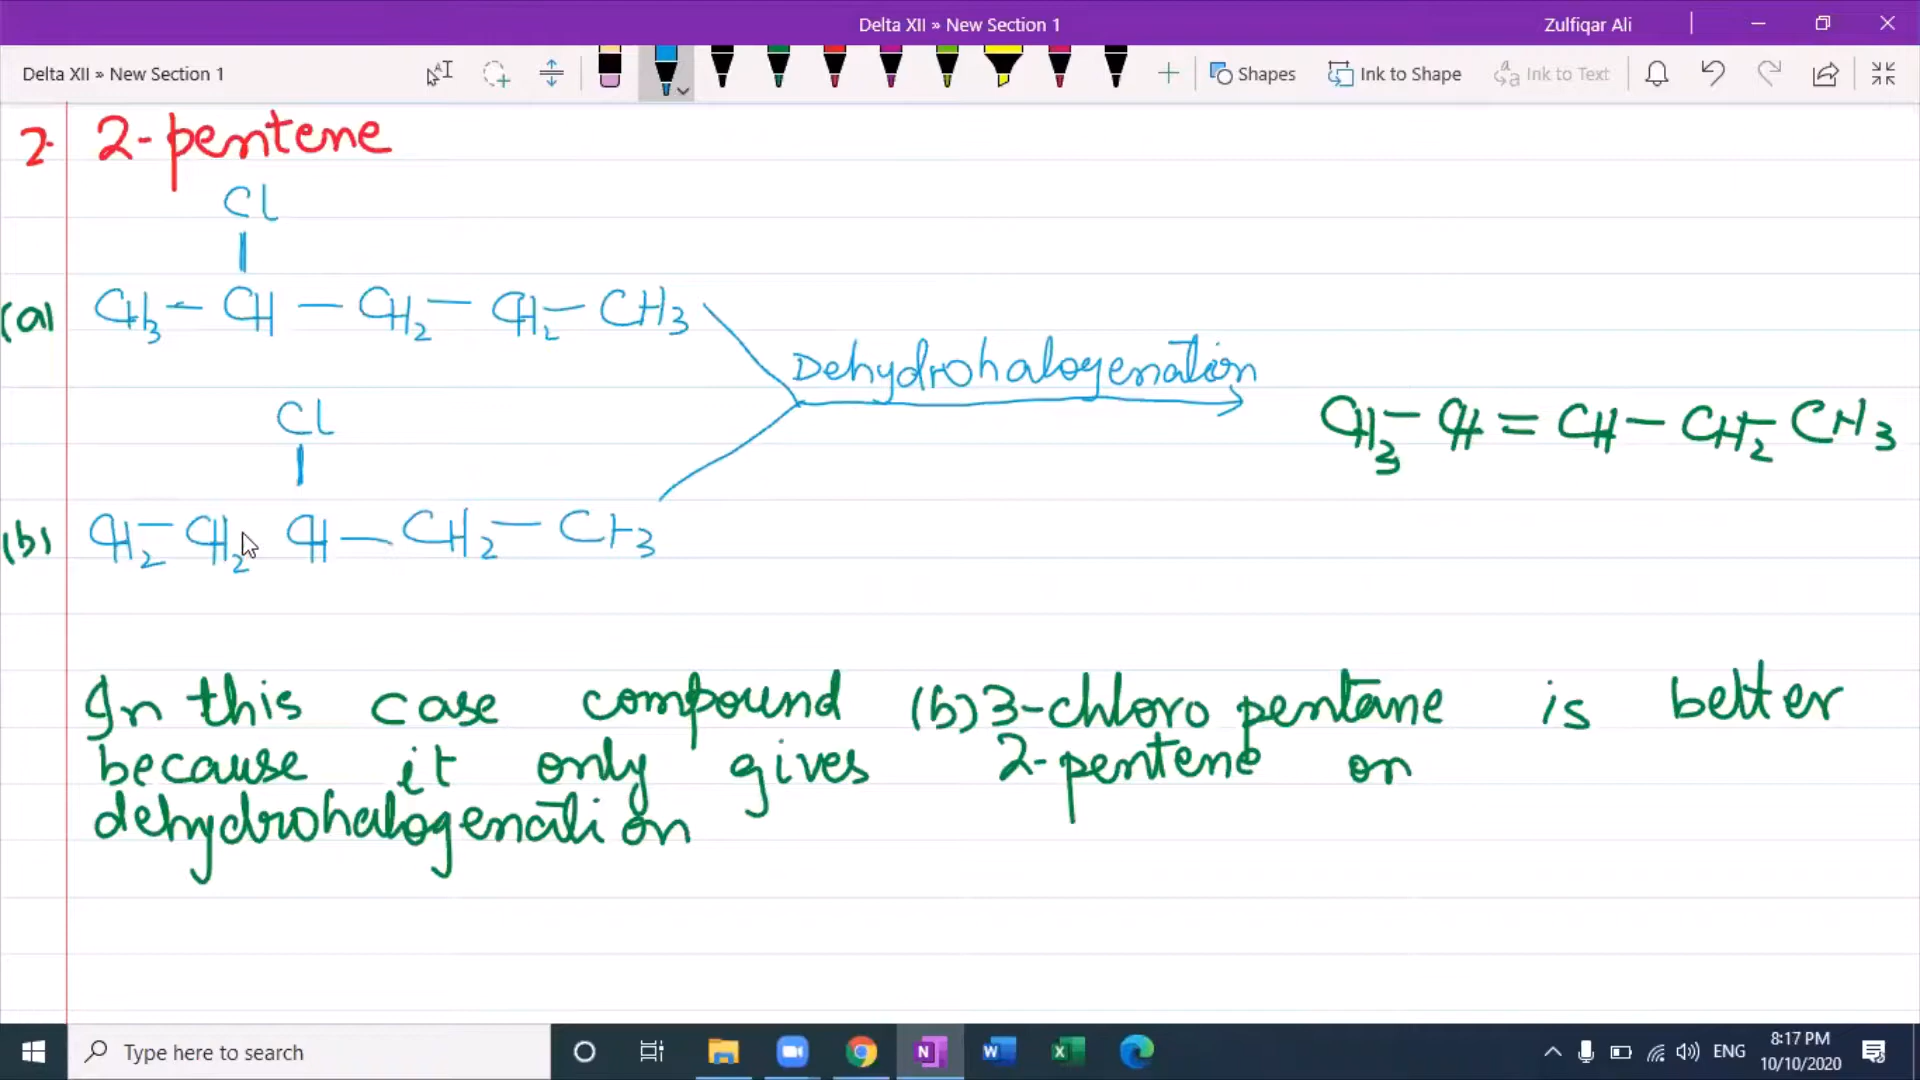 Delta XII » New Section 1
Zulfiqar Ali
Delta XII » New Section 1
Shapes
Ink to Shape
Ink to Text
2. 2-pentene
Cl
(a) CH₃ - CH - CH₂ - CH₂ - CH₃
Dehydrohalogenation
CH₃ - CH = CH - CH₂ - CH₃
Cl
(b) CH₂ - CH₂ CH - CH₂ - CH₃
In this case compound (b) 3-chloro pentane is better
because it only gives 2-pentene on
dehydrohalogenation
Type here to search
ENG
8:17 PM
10/10/2020